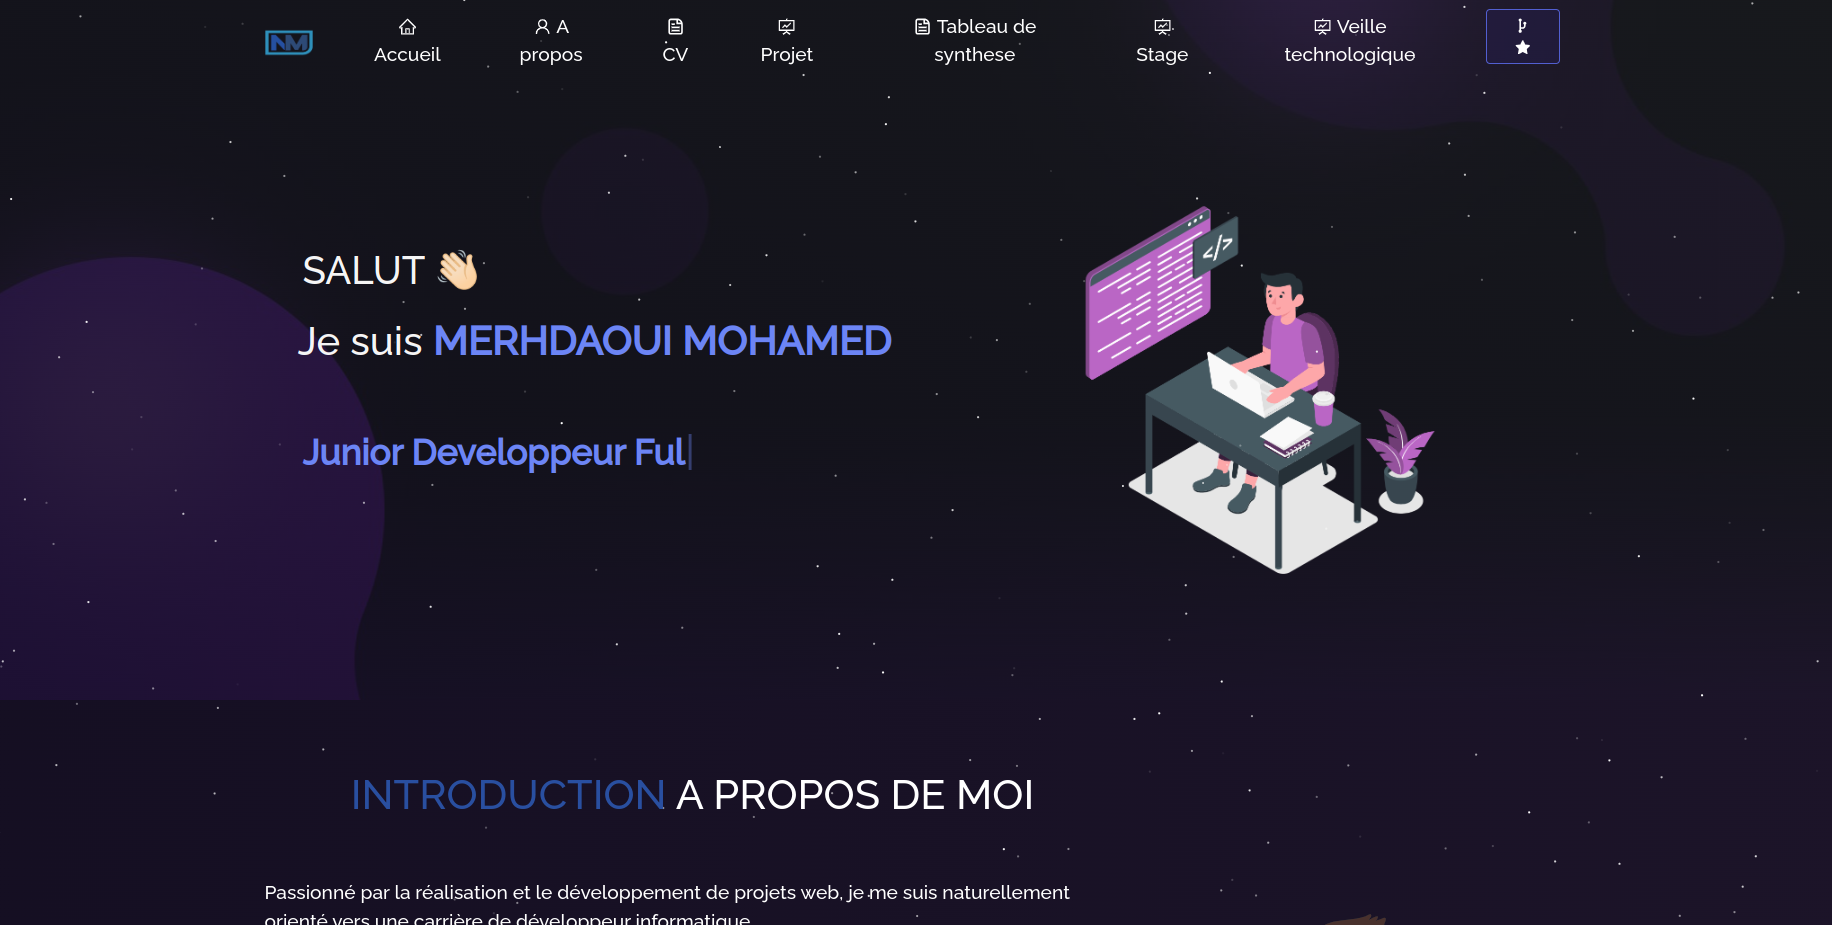 NM
Accueil
A
propos
CV
Projet
Tableau de
synthese
Stage
Veille
technologique
</>
SALUT 👋🏻
Je suis MERHDAOUI MOHAMED
Junior Developpeur Ful
INTRODUCTION A PROPOS DE MOI
Passionné par la réalisation et le développement de projets web, je me suis naturellement
orienté vers une carrière de développeur informatique